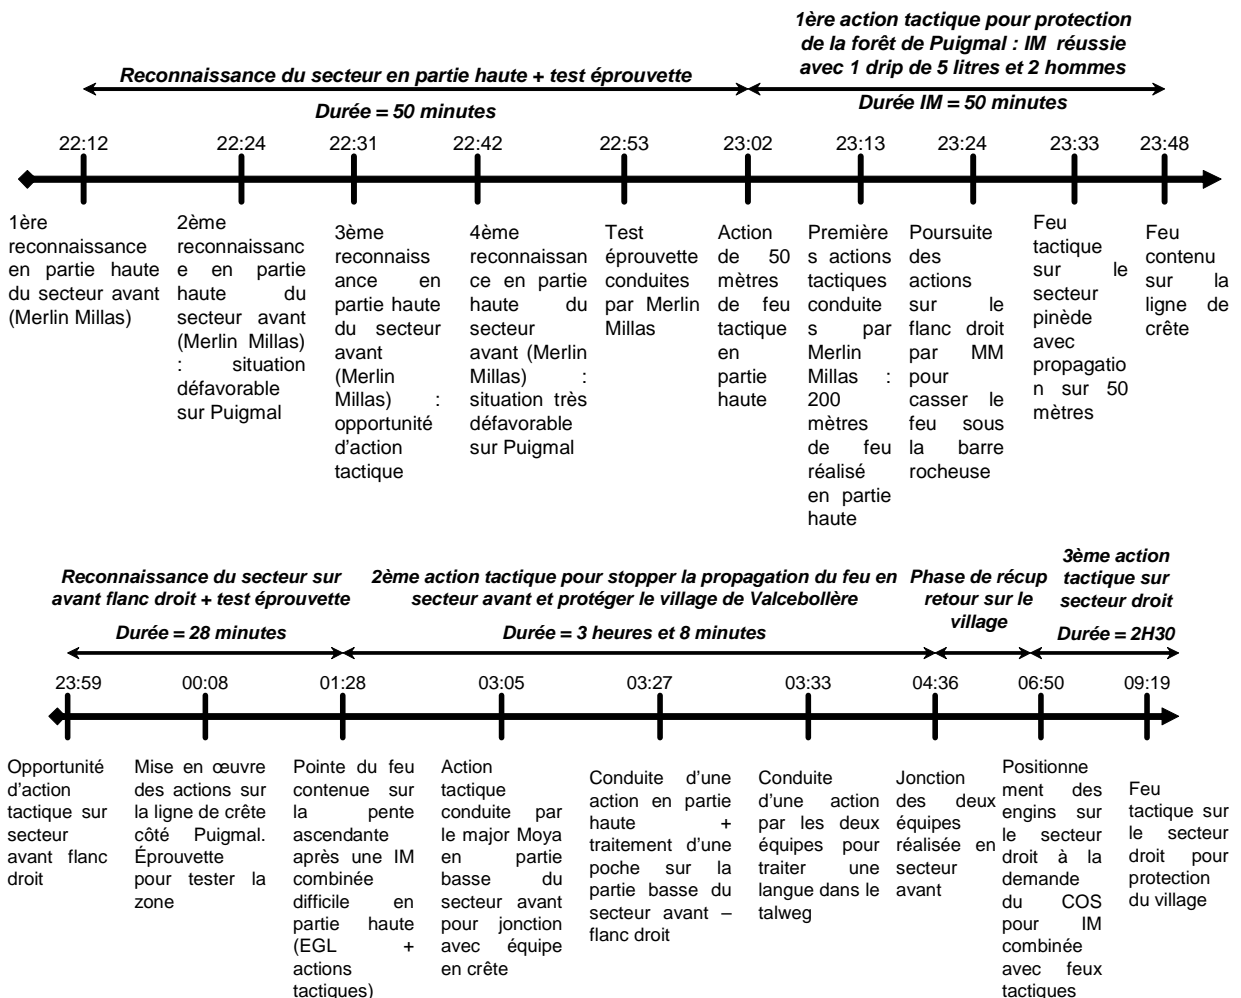 1ère action tactique pour protection
de la forêt de Puigmal : IM réussie
avec 1 drip de 5 litres et 2 hommes
Reconnaissance du secteur en partie haute + test éprouvette
Durée = 50 minutes
Durée IM = 50 minutes
22:12 22:24 22:31 22:42 22:53 23:02 23:13 23:24 23:33 23:48
1ère
reconnaissance
en partie haute
du secteur avant
(Merlin Millas)
2ème
reconnaissanc
e en partie
haute du
secteur avant
(Merlin Millas)
: situation
défavorable
sur Puigmal
3ème
reconnaiss
ance en
partie haute
du secteur
avant
(Merlin
Millas) :
opportunité
d'action
tactique
4ème
reconnaissan
ce en partie
haute du
secteur
avant (Merlin
Millas) :
situation très
défavorable
sur Puigmal
Test
éprouvette
conduites
par Merlin
Millas
Action
de 50
mètres
de feu
tactique
en
partie
haute
Première
s actions
tactiques
conduite
s par
Merlin
Millas :
200
mètres
de feu
réalisé
en partie
haute
Poursuite
des
actions
sur le
flanc droit
par MM
pour
casser le
feu sous
la barre
rocheuse
Feu
tactique
sur le
secteur
pinède
avec
propagatio
n sur 50
mètres
Feu
contenu
sur la
ligne de
crête
Reconnaissance du secteur sur
avant flanc droit + test éprouvette
Durée = 28 minutes
2ème action tactique pour stopper la propagation du feu en
secteur avant et protéger le village de Valcebollère
Durée = 3 heures et 8 minutes
Phase de récup
retour sur le
village
3ème action
tactique sur
secteur droit
Durée = 2H30
23:59 00:08 01:28 03:05 03:27 03:33 04:36 06:50 09:19
Opportunité
d'action
tactique sur
secteur
avant flanc
droit
Mise en œuvre
des actions sur
la ligne de crête
côté Puigmal.
Éprouvette
pour tester la
zone
Pointe du feu
contenue sur
la pente
ascendante
après une IM
combinée
difficile en
partie haute
(EGL +
actions
tactiques)
Action
tactique
conduite par
le major Moya
en partie
basse du
secteur avant
pour jonction
avec équipe
en crête
Conduite d'une
action en partie
haute +
traitement d'une
poche sur la
partie basse du
secteur avant –
flanc droit
Conduite
d'une action
par les deux
équipes pour
traiter une
langue dans le
talweg
Jonction
des deux
équipes
réalisée en
secteur
avant
Positionne
ment des
engins sur
le secteur
droit à la
demande
du COS
pour IM
combinée
avec feux
tactiques
Feu
tactique sur
le secteur
droit pour
protection
du village